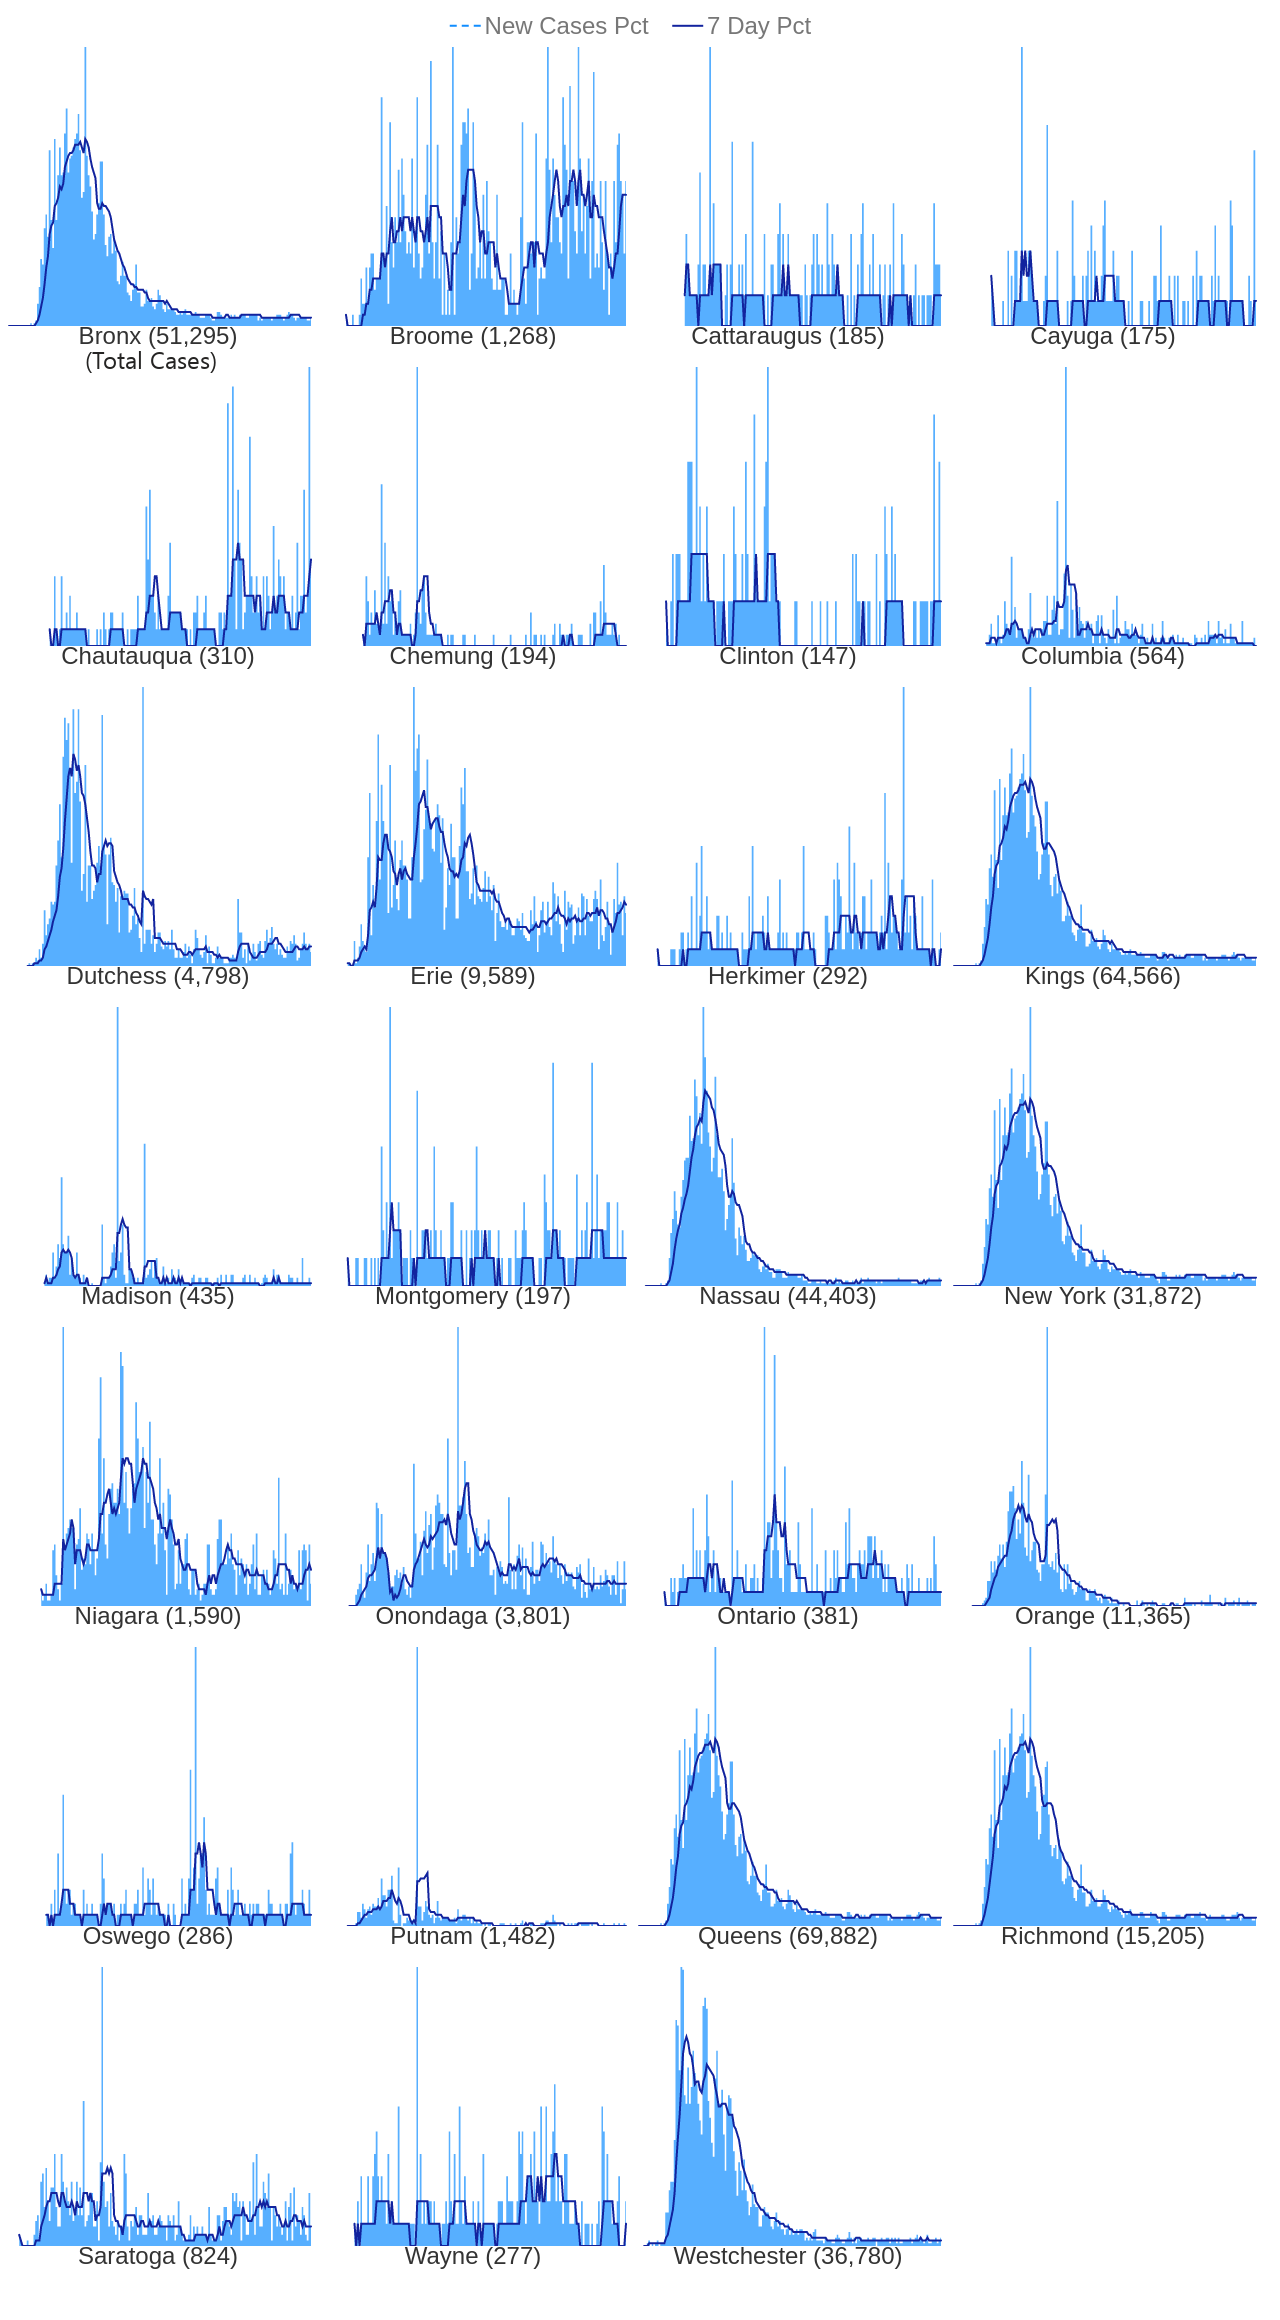 New Cases Pct 7 Day Pct
Bronx (51,295) Broome (1,268) Cattaraugus (185) Cayuga (175)
(Total Cases)
Chautauqua (310) Chemung (194) Clinton (147) Columbia (564)
Dutchess (4,798) Erie (9,589) Herkimer (292) Kings (64,566)
Madison (435) Montgomery (197) Nassau (44,403) New York (31,872)
Niagara (1,590) Onondaga (3,801) Ontario (381) Orange (11,365)
Oswego (286) Putnam (1,482) Queens (69,882) Richmond (15,205)
Saratoga (824) Wayne (277) Westchester (36,780)